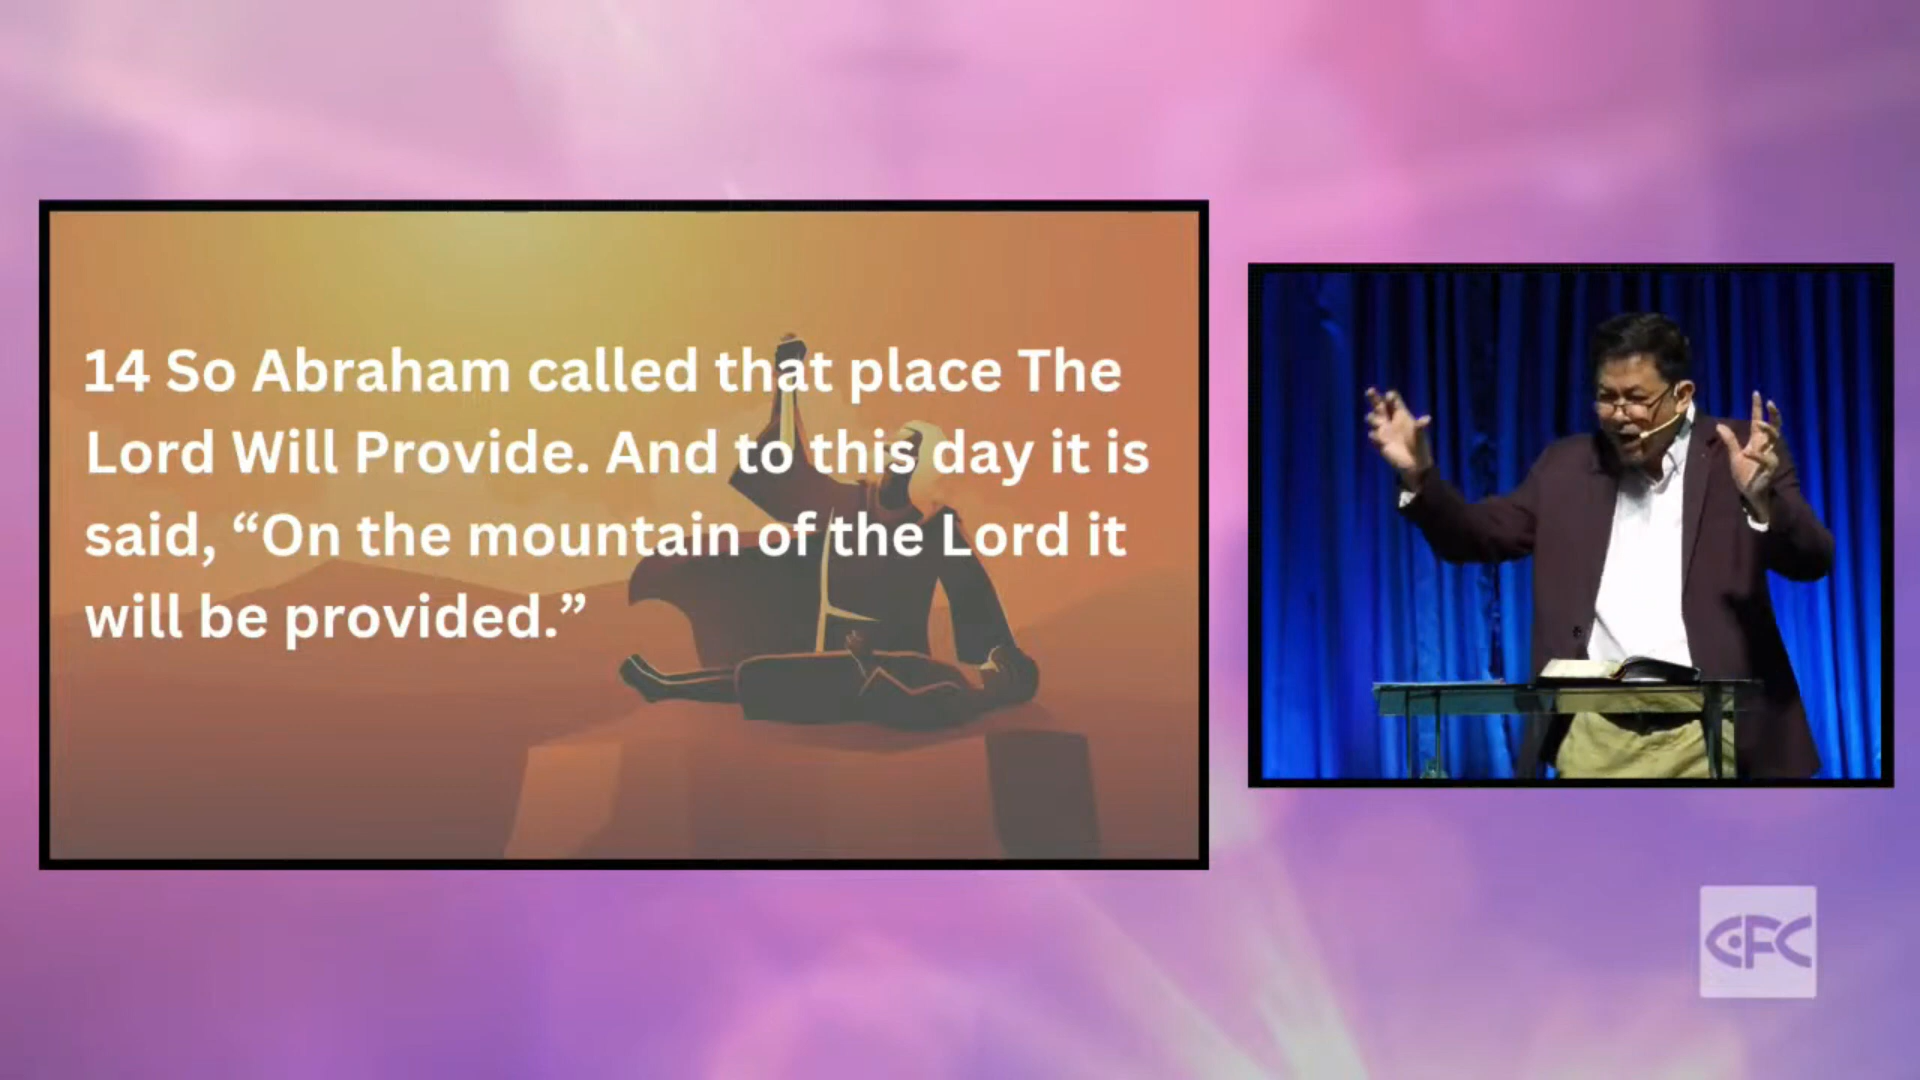 14 So Abraham called that place The
Lord Will Provide. And to this day it is
said, “On the mountain of the Lord it
will be provided.”
CFC